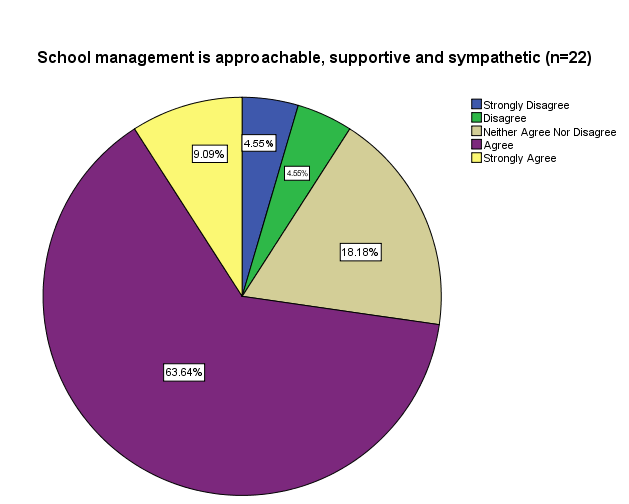 School management is approachable, supportive and sympathetic (n=22)
Strongly Disagree
Disagree
Neither Agree Nor Disagree
Agree
Strongly Agree
4.55%
9.09%
4.55%
18.18%
63.64%